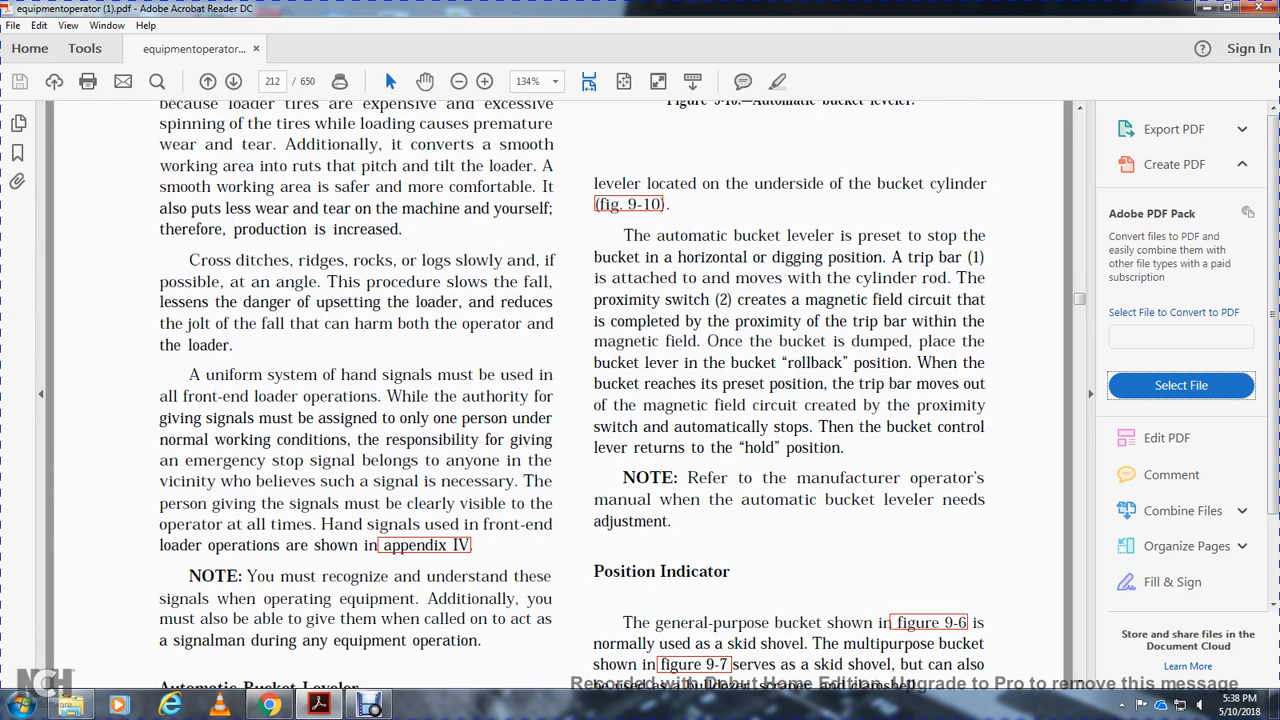 equipmentoperator (1).pdf - Adobe Acrobat Reader DC
File Edit View Window Help
Home Tools equipmentoperator... × Sign In
212 / 650 134%
because loader tires are expensive and excessive
spinning of the tires while loading causes premature
wear and tear. Additionally, it converts a smooth
working area into ruts that pitch and tilt the loader. A
smooth working area is safer and more comfortable. It
also puts less wear and tear on the machine and yourself;
therefore, production is increased.
Cross ditches, ridges, rocks, or logs slowly and, if
possible, at an angle. This procedure slows the fall,
lessens the danger of upsetting the loader, and reduces
the jolt of the fall that can harm both the operator and
the loader.
A uniform system of hand signals must be used in
all front-end loader operations. While the authority for
giving signals must be assigned to only one person under
normal working conditions, the responsibility for giving
an emergency stop signal belongs to anyone in the
vicinity who believes such a signal is necessary. The
person giving the signals must be clearly visible to the
operator at all times. Hand signals used in front-end
loader operations are shown in appendix IV.
NOTE: You must recognize and understand these
signals when operating equipment. Additionally, you
must also be able to give them when called on to act as
a signalman during any equipment operation.
Automatic Bucket Leveler
Figure 9-10.—Automatic bucket leveler.
leveler located on the underside of the bucket cylinder
(fig. 9-10).
The automatic bucket leveler is preset to stop the
bucket in a horizontal or digging position. A trip bar (1)
is attached to and moves with the cylinder rod. The
proximity switch (2) creates a magnetic field circuit that
is completed by the proximity of the trip bar within the
magnetic field. Once the bucket is dumped, place the
bucket lever in the bucket “rollback” position. When the
bucket reaches its preset position, the trip bar moves out
of the magnetic field circuit created by the proximity
switch and automatically stops. Then the bucket control
lever returns to the “hold” position.
NOTE: Refer to the manufacturer operator's
manual when the automatic bucket leveler needs
adjustment.
Position Indicator
The general-purpose bucket shown in figure 9-6 is
normally used as a skid shovel. The multipurpose bucket
shown in figure 9-7 serves as a skid shovel, but can also
be used as a bulldozer, scraper, and clamshell.
Export PDF
Create PDF
Adobe PDF Pack
Convert files to PDF and
easily combine them with
other file types with a paid
subscription
Select File to Convert to PDF
Select File
Edit PDF
Comment
Combine Files
Organize Pages
Fill & Sign
Store and share files in the
Document Cloud
Learn More
NCH Software
Recorded with Debut Home Edition. Upgrade to Pro to remove this message
5:38 PM
5/10/2018